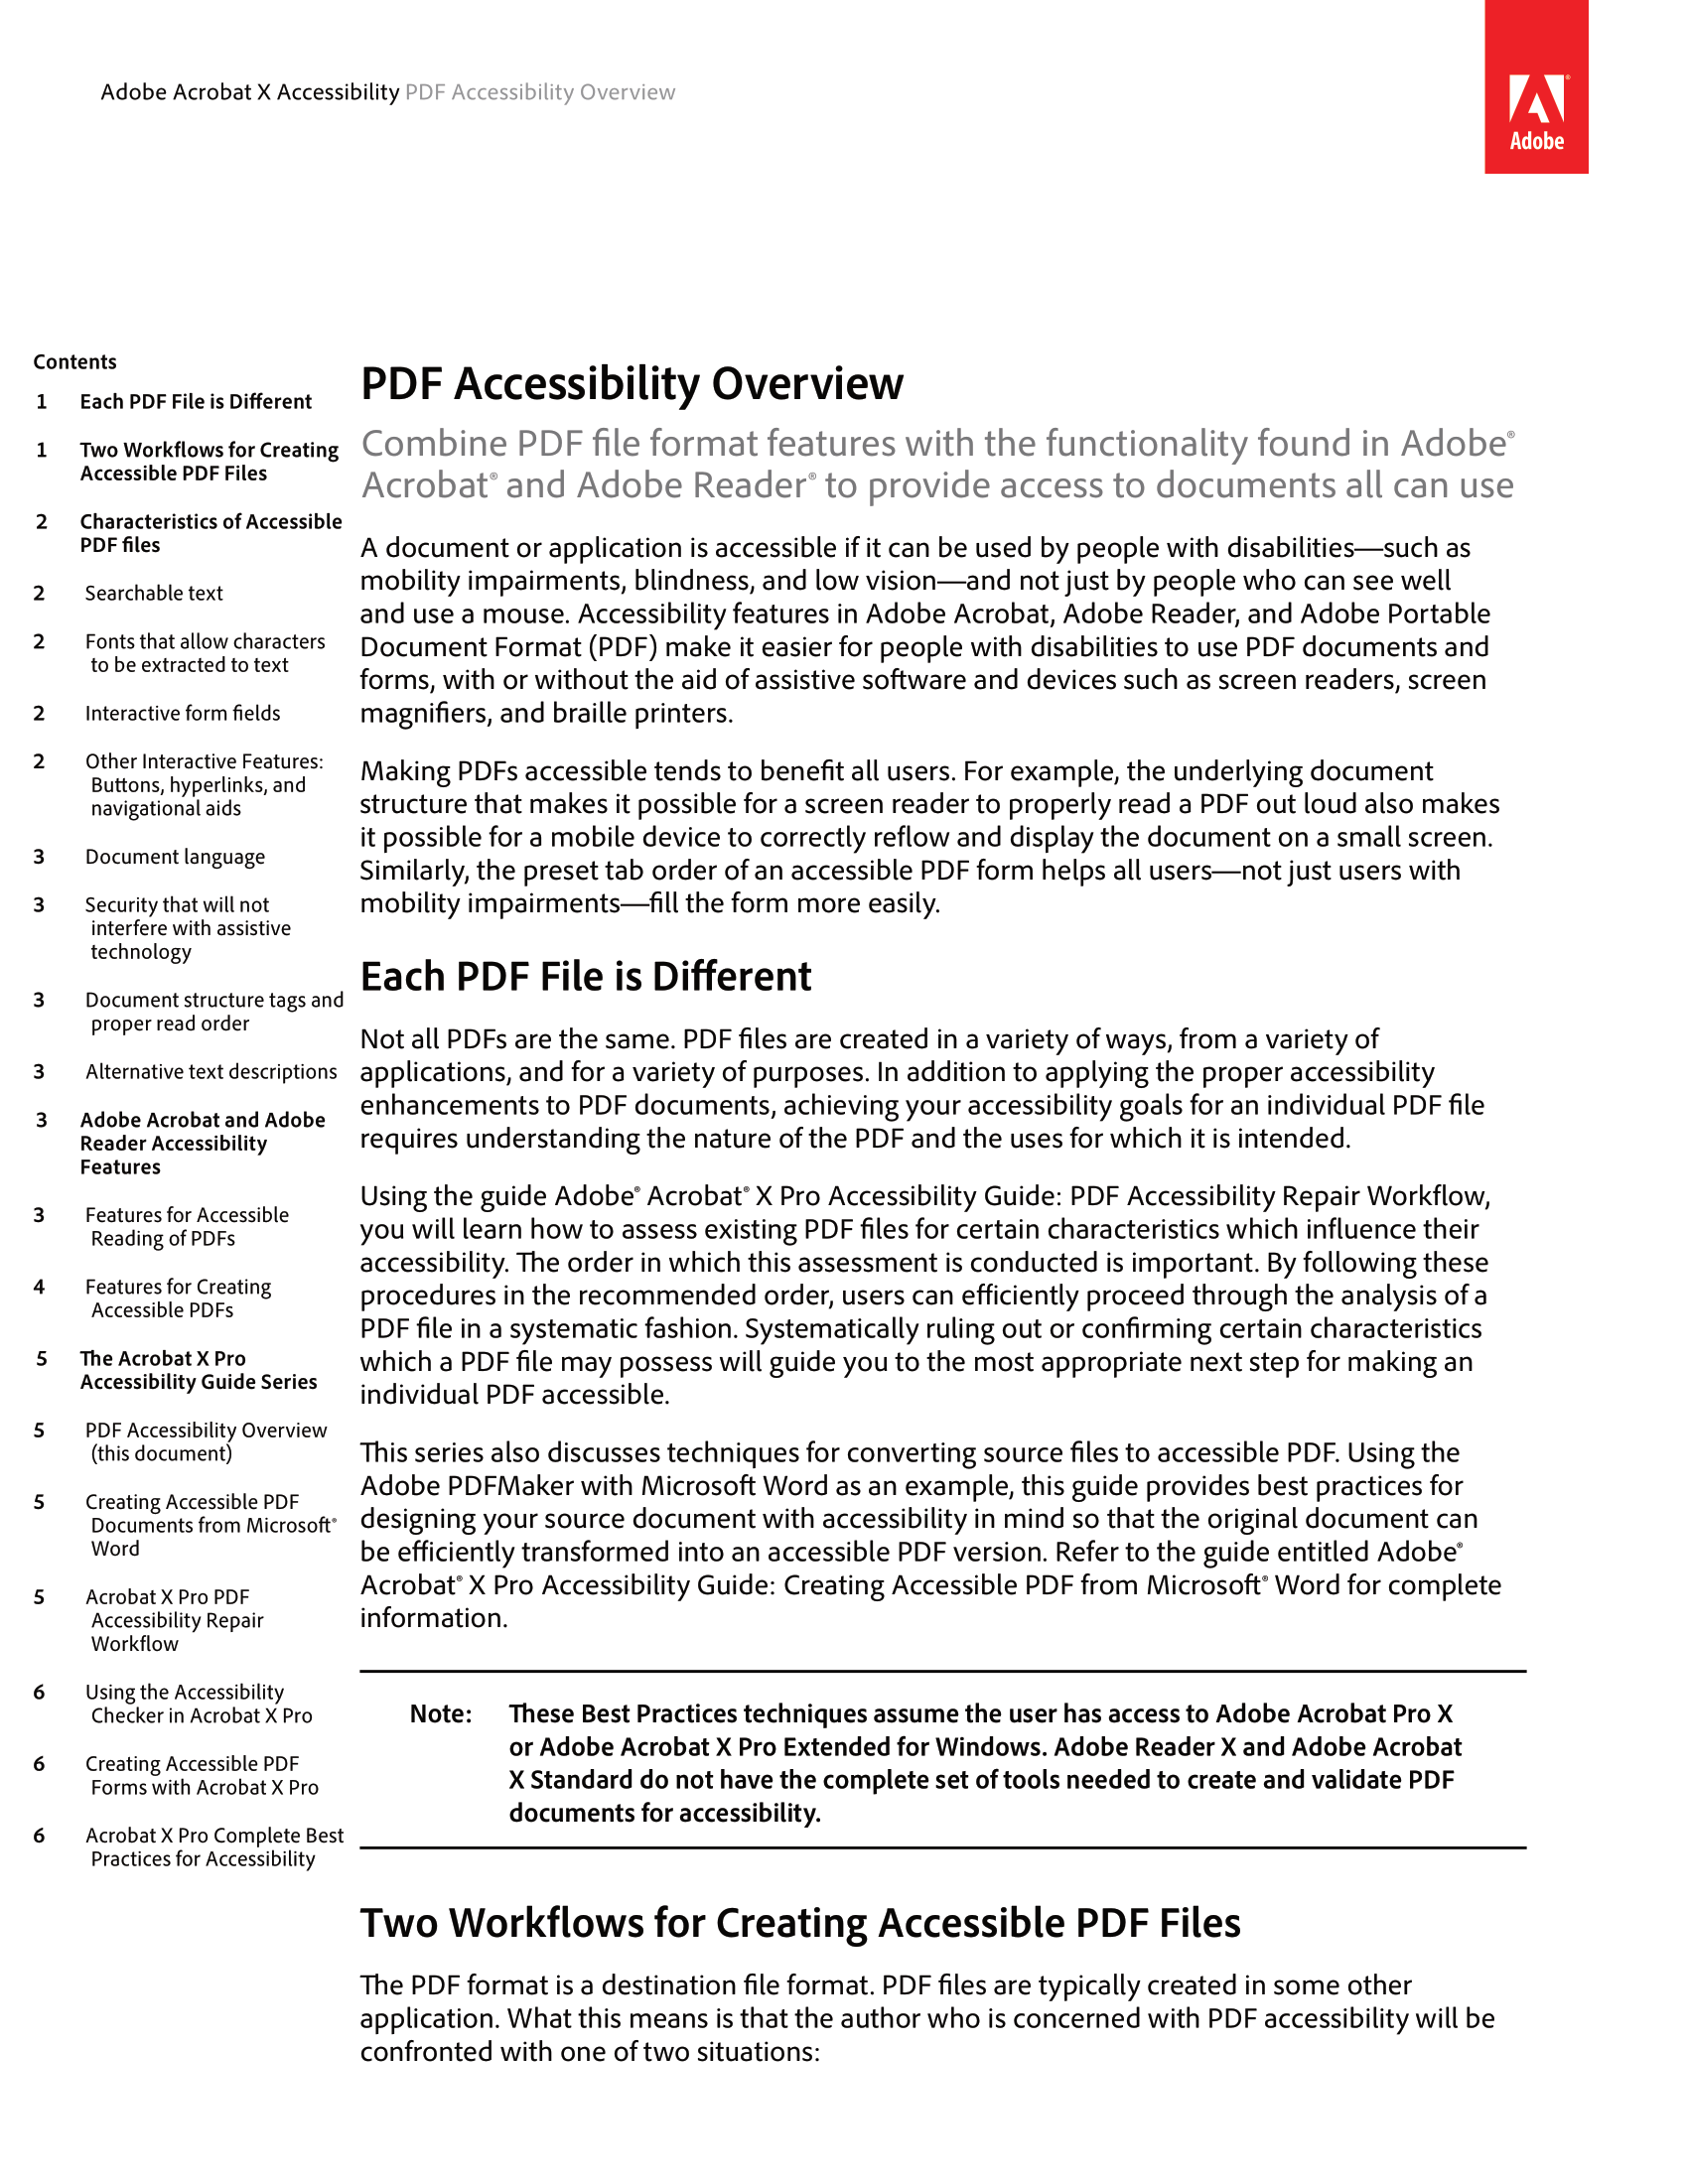 Adobe Acrobat X Accessibility PDF Accessibility Overview
Adobe
Contents
1 Each PDF File is Different
1 Two Workflows for Creating
Accessible PDF Files
2 Characteristics of Accessible
PDF files
2 Searchable text
2 Fonts that allow characters
to be extracted to text
2 Interactive form fields
2 Other Interactive Features:
Buttons, hyperlinks, and
navigational aids
3 Document language
3 Security that will not
interfere with assistive
technology
3 Document structure tags and
proper read order
3 Alternative text descriptions
3 Adobe Acrobat and Adobe
Reader Accessibility
Features
3 Features for Accessible
Reading of PDFs
4 Features for Creating
Accessible PDFs
5 The Acrobat X Pro
Accessibility Guide Series
5 PDF Accessibility Overview
(this document)
5 Creating Accessible PDF
Documents from Microsoft®
Word
5 Acrobat X Pro PDF
Accessibility Repair
Workflow
6 Using the Accessibility
Checker in Acrobat X Pro
6 Creating Accessible PDF
Forms with Acrobat X Pro
6 Acrobat X Pro Complete Best
Practices for Accessibility
PDF Accessibility Overview
Combine PDF file format features with the functionality found in Adobe®
Acrobat® and Adobe Reader® to provide access to documents all can use
A document or application is accessible if it can be used by people with disabilities—such as
mobility impairments, blindness, and low vision—and not just by people who can see well
and use a mouse. Accessibility features in Adobe Acrobat, Adobe Reader, and Adobe Portable
Document Format (PDF) make it easier for people with disabilities to use PDF documents and
forms, with or without the aid of assistive software and devices such as screen readers, screen
magnifiers, and braille printers.
Making PDFs accessible tends to benefit all users. For example, the underlying document
structure that makes it possible for a screen reader to properly read a PDF out loud also makes
it possible for a mobile device to correctly reflow and display the document on a small screen.
Similarly, the preset tab order of an accessible PDF form helps all users—not just users with
mobility impairments—fill the form more easily.
Each PDF File is Different
Not all PDFs are the same. PDF files are created in a variety of ways, from a variety of
applications, and for a variety of purposes. In addition to applying the proper accessibility
enhancements to PDF documents, achieving your accessibility goals for an individual PDF file
requires understanding the nature of the PDF and the uses for which it is intended.
Using the guide Adobe® Acrobat® X Pro Accessibility Guide: PDF Accessibility Repair Workflow,
you will learn how to assess existing PDF files for certain characteristics which influence their
accessibility. The order in which this assessment is conducted is important. By following these
procedures in the recommended order, users can efficiently proceed through the analysis of a
PDF file in a systematic fashion. Systematically ruling out or confirming certain characteristics
which a PDF file may possess will guide you to the most appropriate next step for making an
individual PDF accessible.
This series also discusses techniques for converting source files to accessible PDF. Using the
Adobe PDFMaker with Microsoft Word as an example, this guide provides best practices for
designing your source document with accessibility in mind so that the original document can
be efficiently transformed into an accessible PDF version. Refer to the guide entitled Adobe®
Acrobat® X Pro Accessibility Guide: Creating Accessible PDF from Microsoft® Word for complete
information.
Note: These Best Practices techniques assume the user has access to Adobe Acrobat Pro X
or Adobe Acrobat X Pro Extended for Windows. Adobe Reader X and Adobe Acrobat
X Standard do not have the complete set of tools needed to create and validate PDF
documents for accessibility.
Two Workflows for Creating Accessible PDF Files
The PDF format is a destination file format. PDF files are typically created in some other
application. What this means is that the author who is concerned with PDF accessibility will be
confronted with one of two situations: